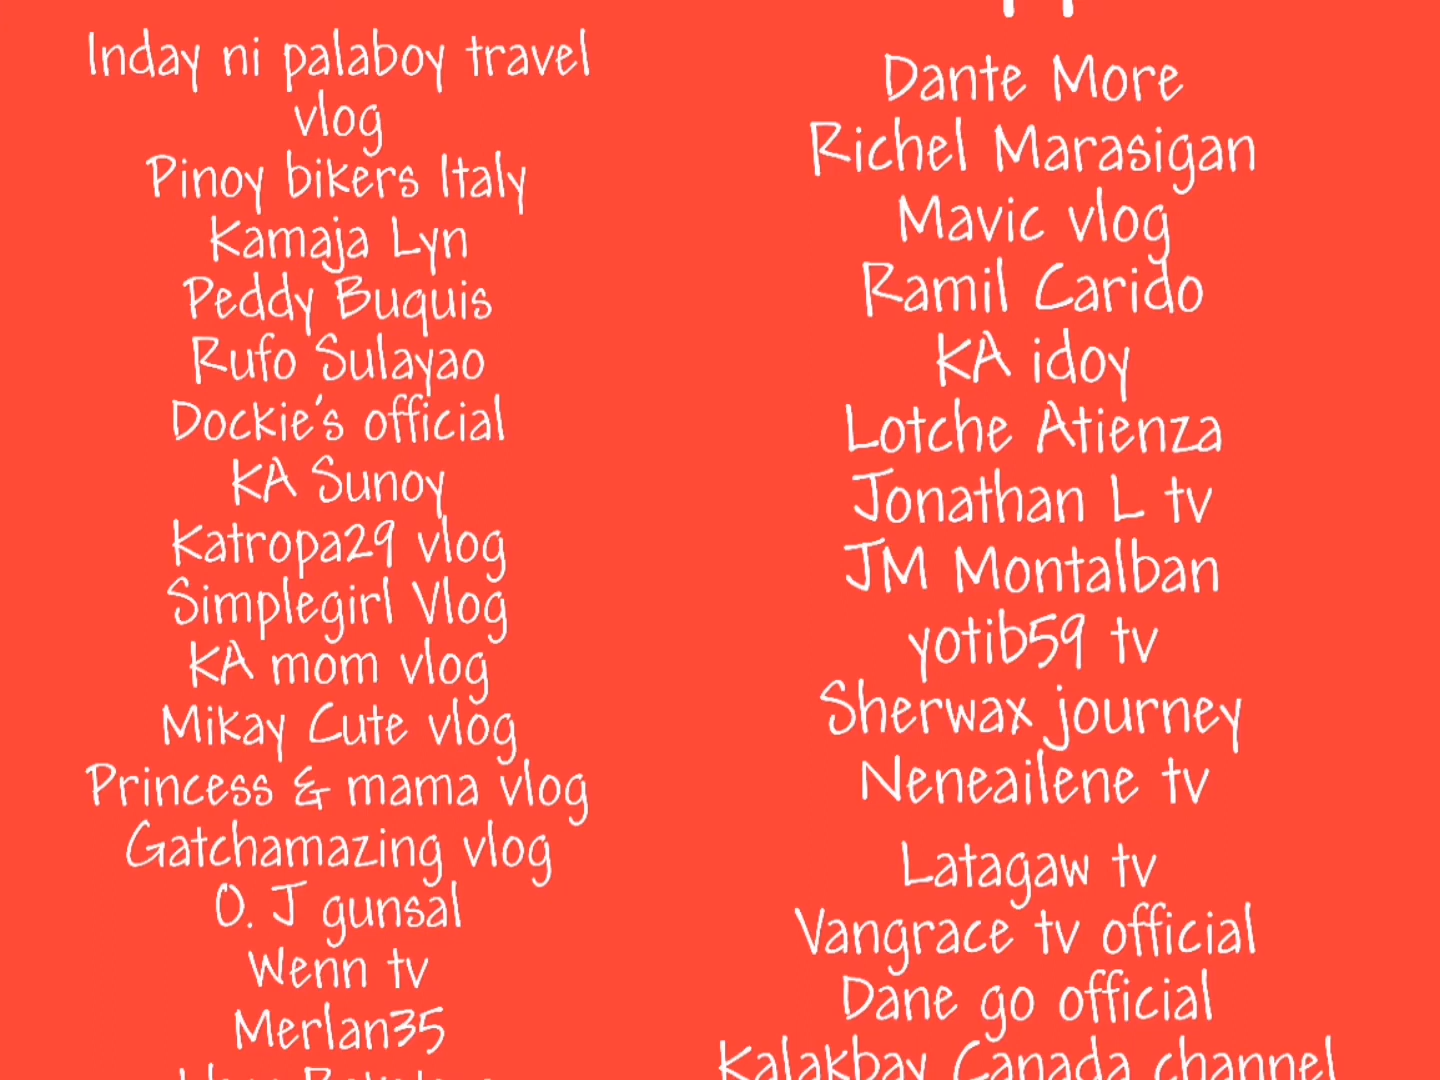 Inday ni palaboy travel
vlog
Pinoy bikers Italy
Kamaja Lyn
Peddy Buquis
Rufo Sulayao
Dockie's official
KA Sunoy
Katropa29 vlog
Simplegirl Vlog
KA mom vlog
Mikay Cute vlog
Princess & mama vlog
Gatchamazing vlog
O. J gunsal
Wenn tv
Merlan35
Dante More
Richel Marasigan
Mavic vlog
Ramil Carido
KA idoy
Lotche Atienza
Jonathan L tv
JM Montalban
yotib59 tv
Sherwax journey
Neneailene tv
Latagaw tv
Vangrace tv official
Dane go official
Kalakbay Canada channel